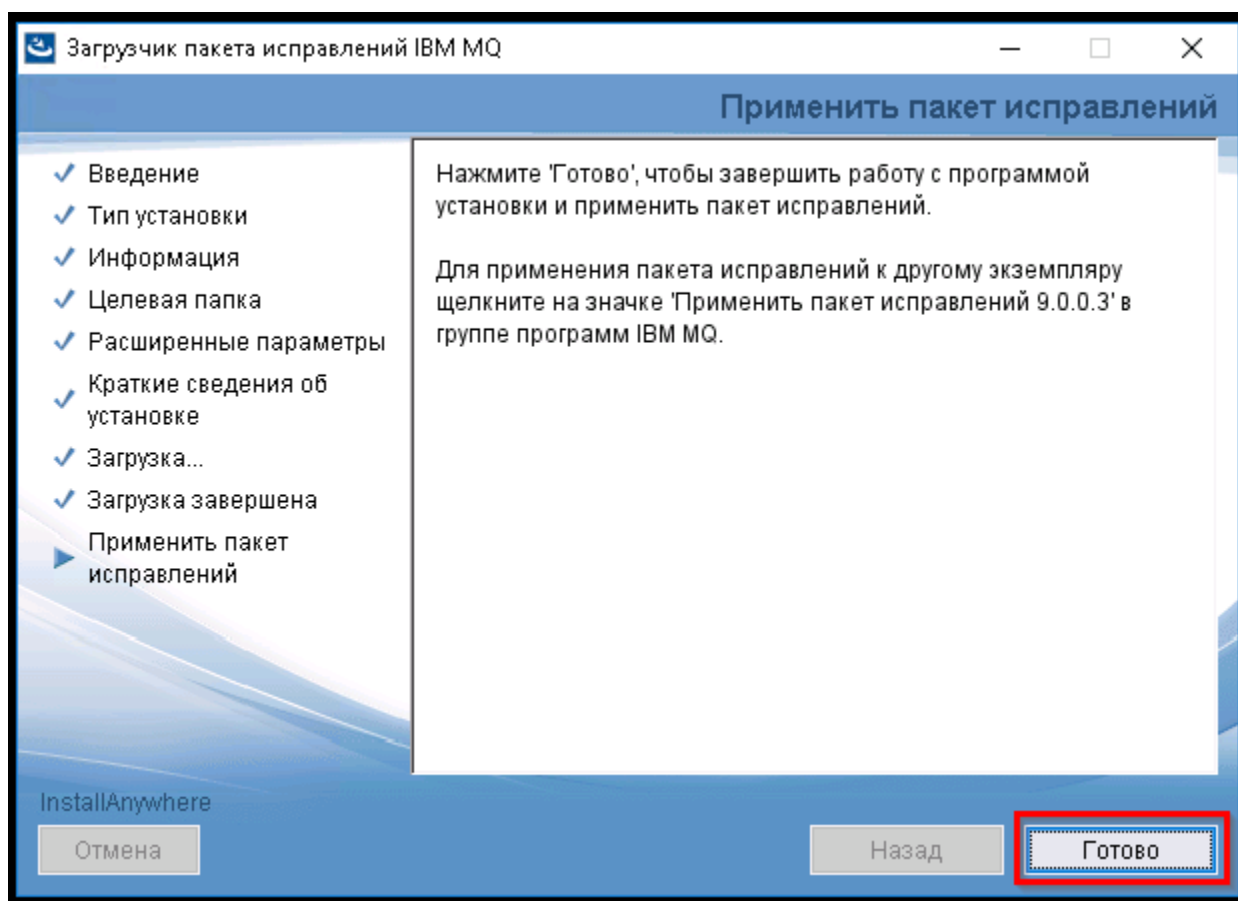 Загрузчик пакета исправлений IBM MQ
Применить пакет исправлений
Введение
Тип установки
Информация
Целевая папка
Расширенные параметры
Краткие сведения об
установке
Загрузка...
Загрузка завершена
Применить пакет
исправлений
Нажмите 'Готово', чтобы завершить работу с программой
установки и применить пакет исправлений.
Для применения пакета исправлений к другому экземпляру
щелкните на значке 'Применить пакет исправлений 9.0.0.3' в
группе программ IBM MQ.
InstallAnywhere
Отмена
Назад
Готово